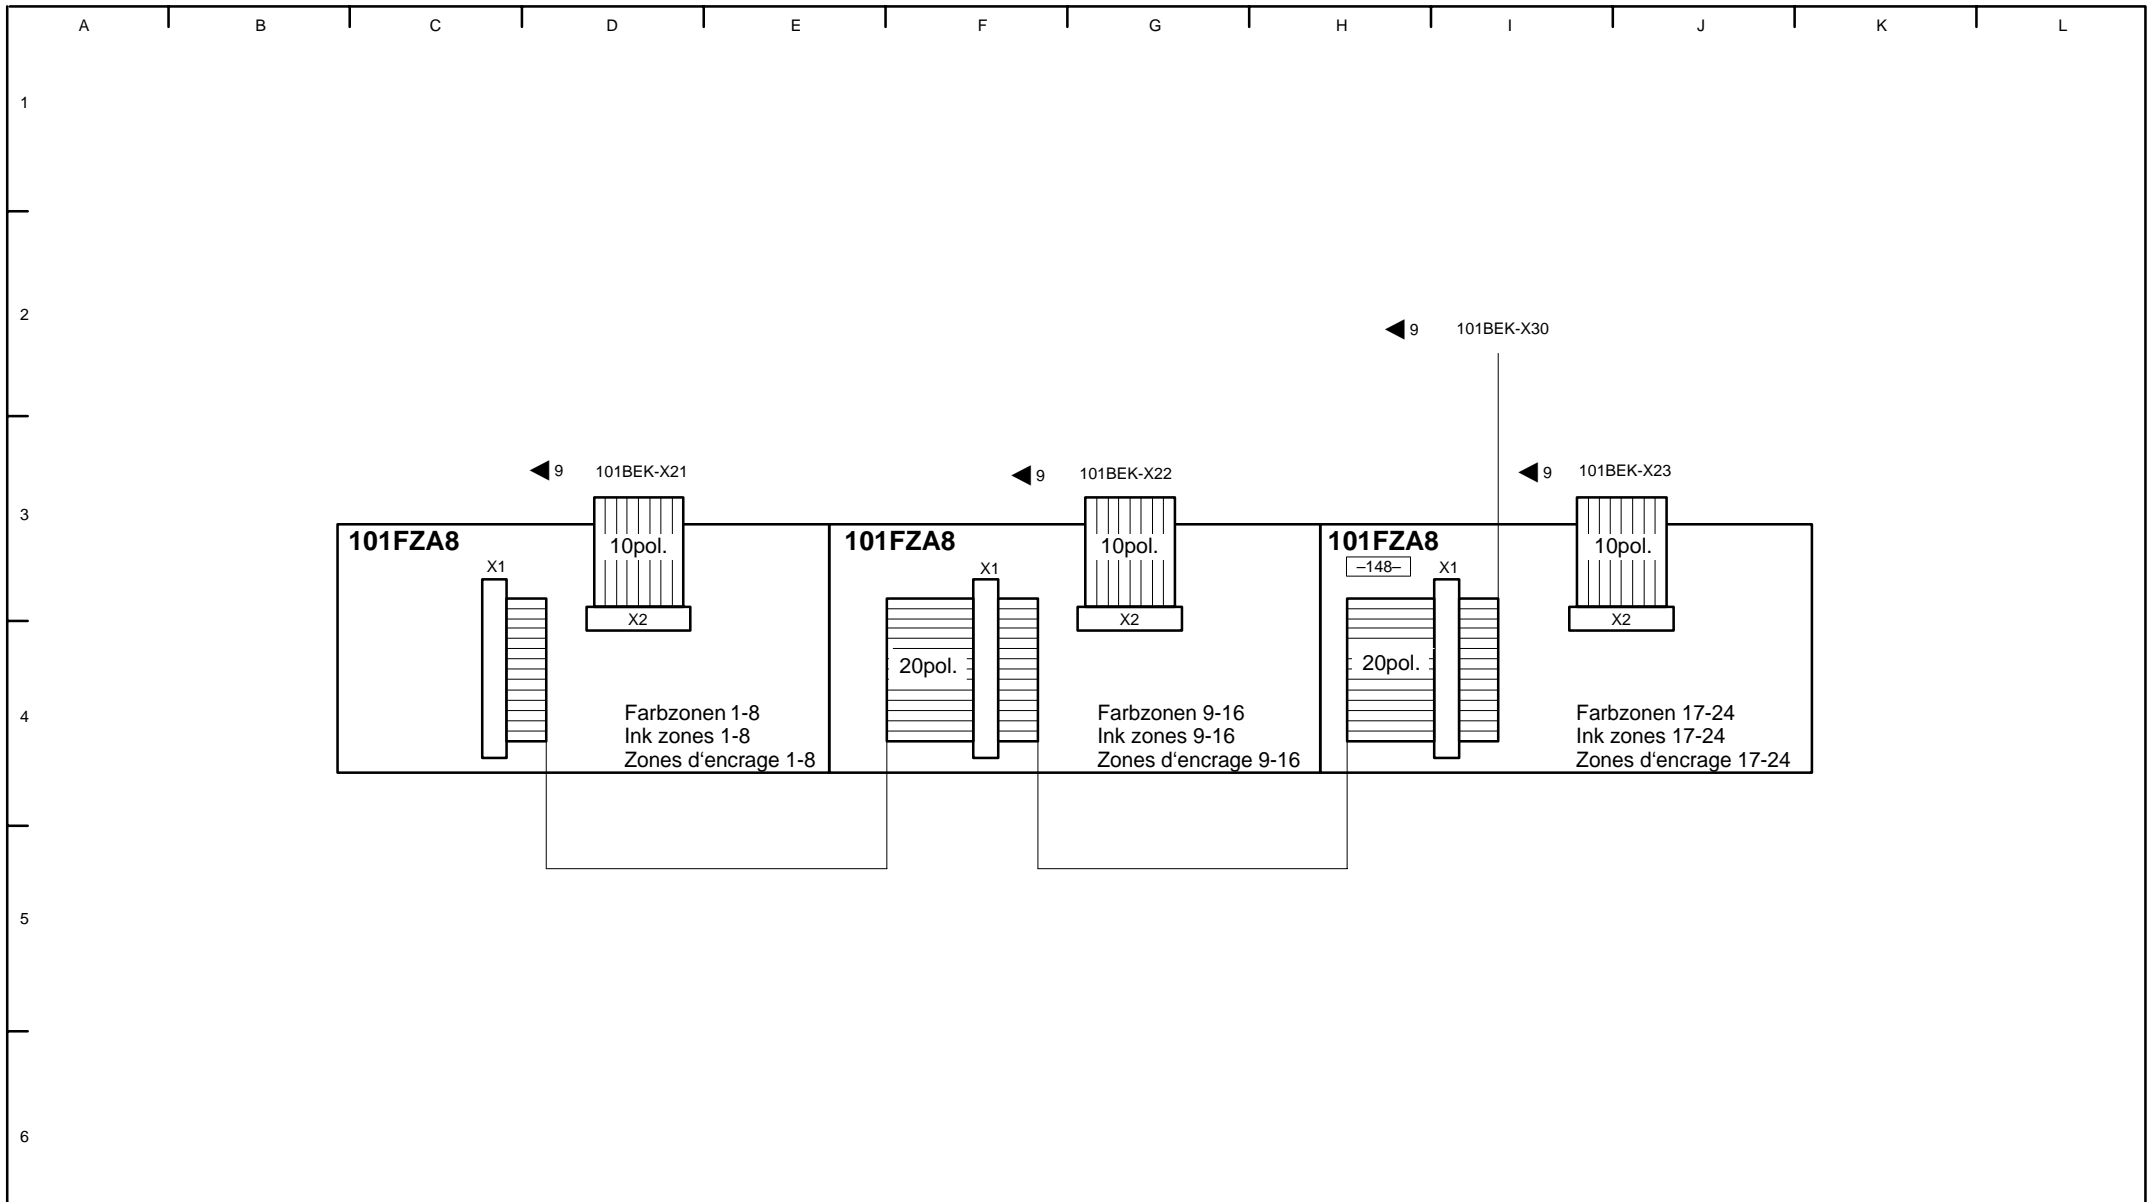 A B C D E F G H I J K L
1
2
9 101BEK-X30
9 101BEK-X21
9 101BEK-X22
9 101BEK-X23
3
101FZA8
101FZA8
101FZA8
10pol.
10pol.
10pol.
–148–
X1
X1
X1
X2
X2
X2
20pol.
20pol.
4
Farbzonen 1-8
Ink zones 1-8
Zones d‘encrage 1-8
Farbzonen 9-16
Ink zones 9-16
Zones d‘encrage 9-16
Farbzonen 17-24
Ink zones 17-24
Zones d‘encrage 17-24
5
6